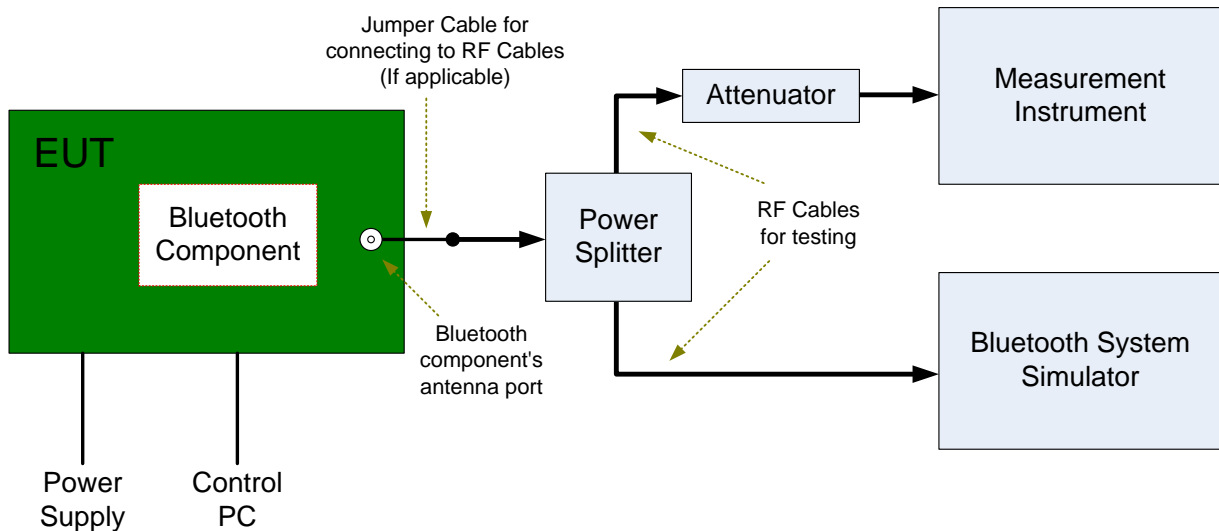 Jumper Cable for
connecting to RF Cables
(If applicable)
EUT
Bluetooth
Component
Bluetooth
component's
antenna port
Power
Supply
Control
PC
Power
Splitter
Attenuator
RF Cables
for testing
Measurement
Instrument
Bluetooth System
Simulator